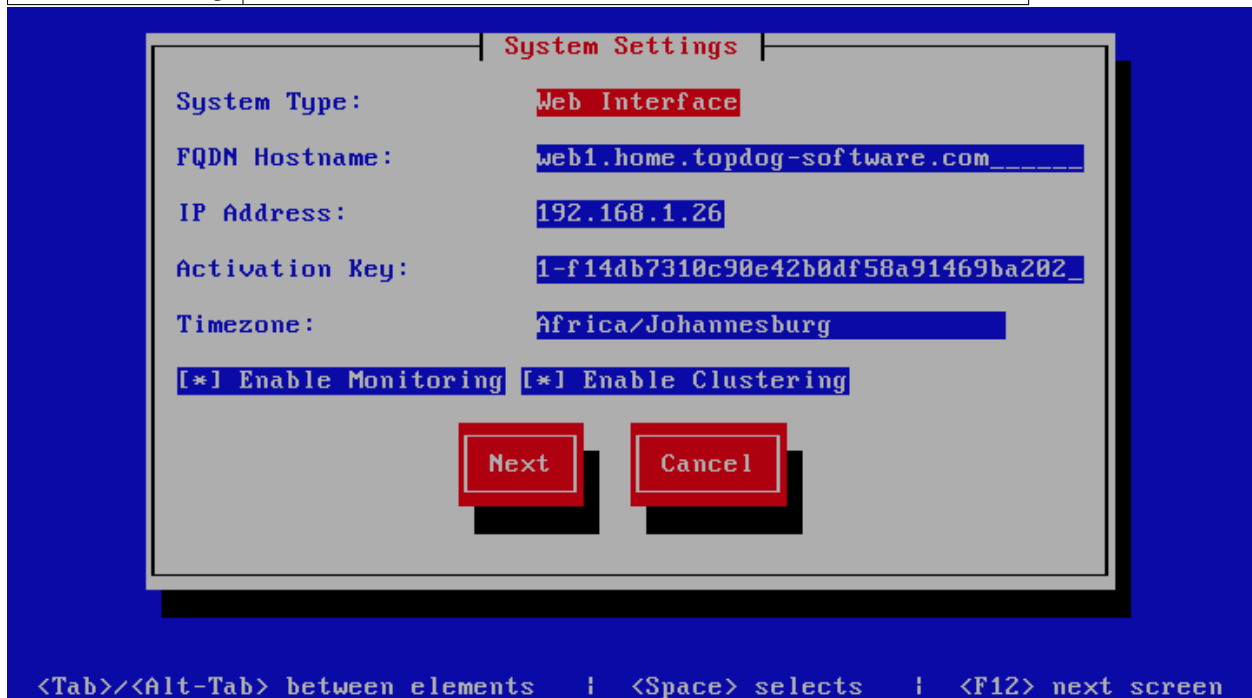 System Settings
System Type: Web Interface
FQDN Hostname: web1.home.topdog-software.com______
IP Address: 192.168.1.26
Activation Key: 1-f14db7310c90e42b0df58a91469ba202_
Timezone: Africa/Johannesburg
[*] Enable Monitoring [*] Enable Clustering
Next Cancel
<Tab>/<Alt-Tab> between elements | <Space> selects | <F12> next screen